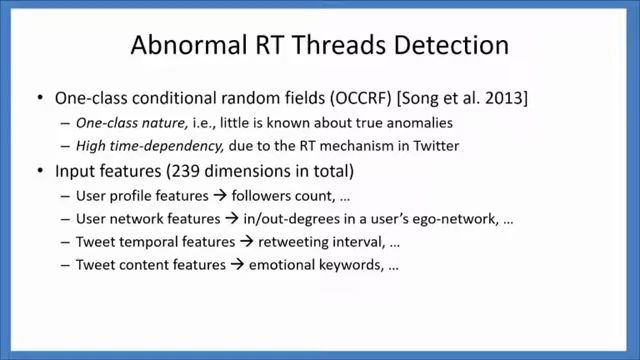 Abnormal RT Threads Detection
• One-class conditional random fields (OCCRF) [Song et al. 2013]
– One-class nature, i.e., little is known about true anomalies
– High time-dependency, due to the RT mechanism in Twitter
• Input features (239 dimensions in total)
– User profile features → followers count, …
– User network features → in/out-degrees in a user's ego-network, …
– Tweet temporal features → retweeting interval, …
– Tweet content features → emotional keywords, …